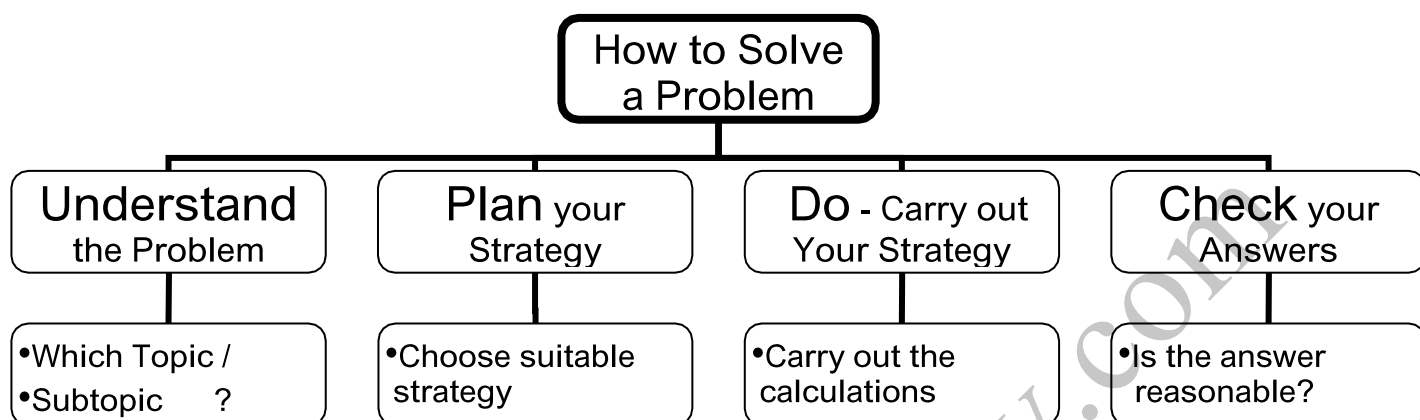 How to Solve
a Problem
Understand
the Problem
Plan your
Strategy
Do - Carry out
Your Strategy
Check your
Answers
•Which Topic /
•Subtopic ?
•Choose suitable
strategy
•Carry out the
calculations
•Is the answer
reasonable?
.com